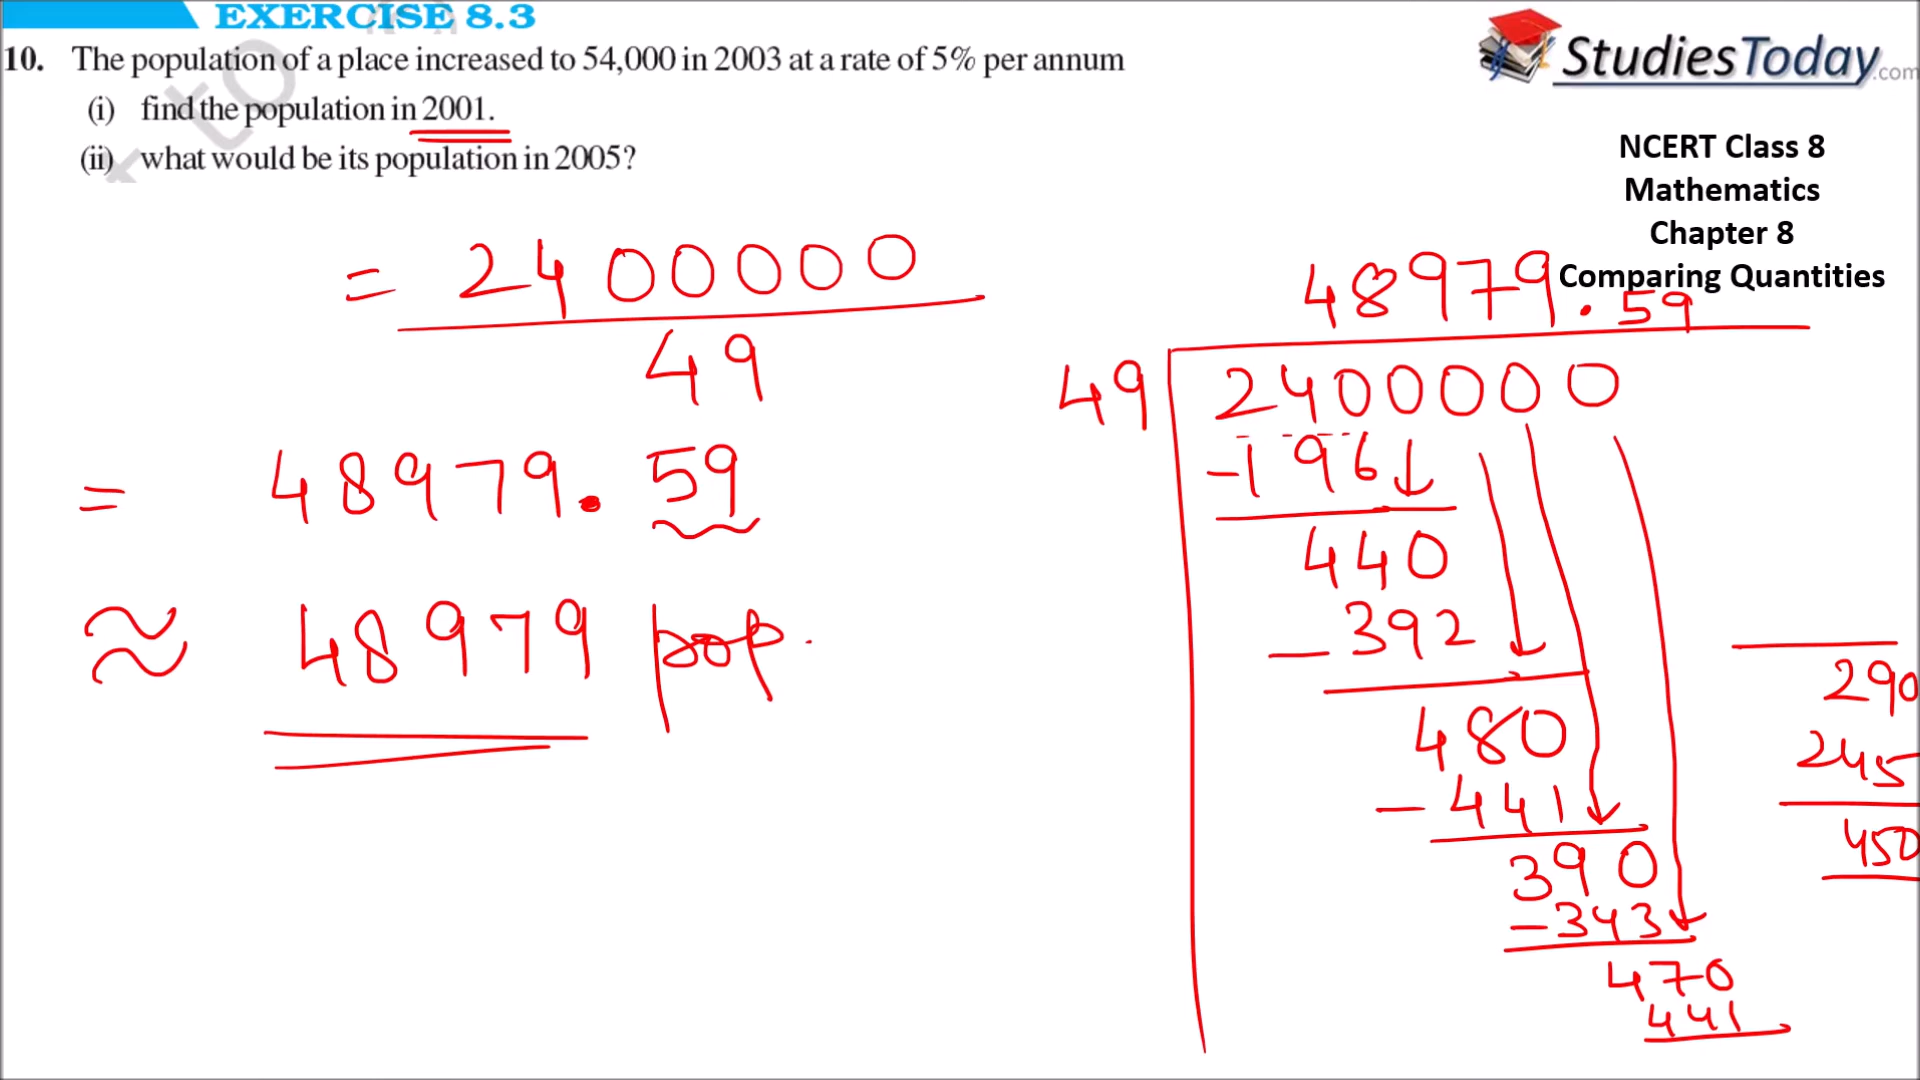 EXERCISE 8.3
10. The population of a place increased to 54,000 in 2003 at a rate of 5% per annum
(i) find the population in 2001.
(ii) what would be its population in 2005?
StudiesToday.com
NCERT Class 8
Mathematics
Chapter 8
Comparing Quantities
= 2400000
49
= 48979.59
≈ 48979 pop.
48979.59
49 2400000
-196
440
-392
480
-441
390
-343
470
441
290
245
450